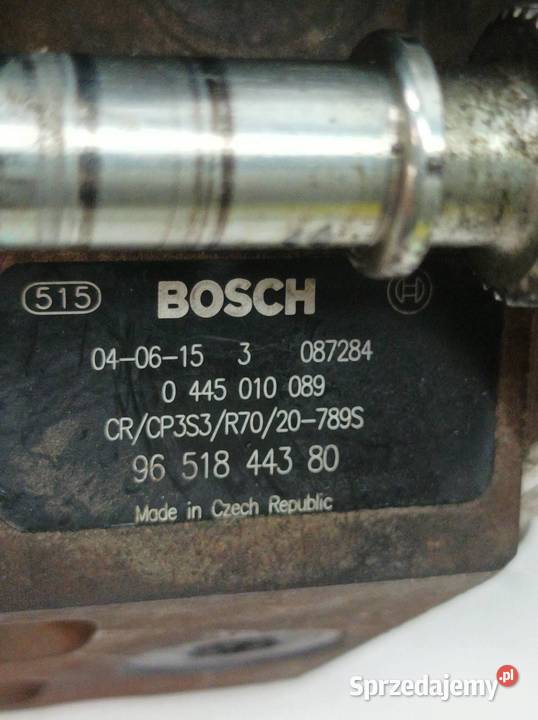 515 BOSCH
04-06-15 3 087284
0 445 010 089
CR/CP3S3/R70/20-789S
96 518 443 80
Made in Czech Republic
Sprzedajemy.pl